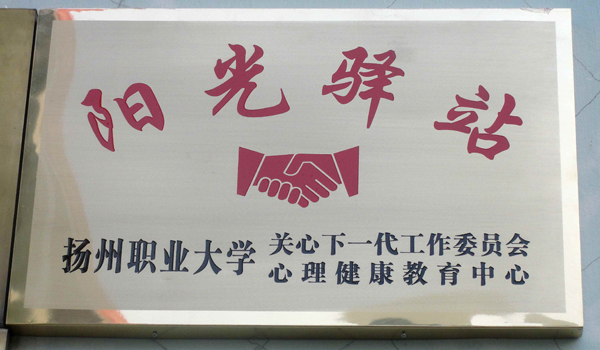 阳光驿站
扬州职业大学 关心下一代工作委员会
心理健康教育中心